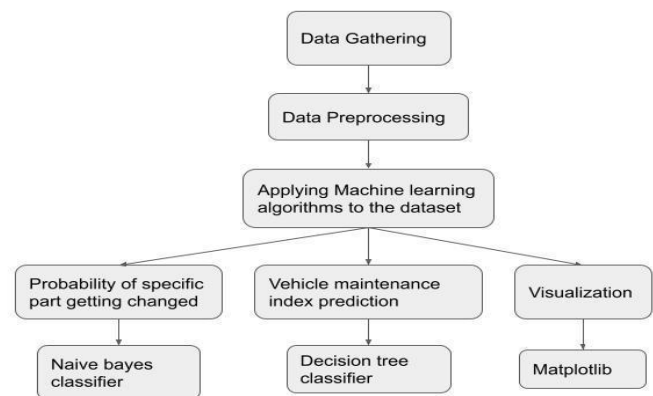 Data Gathering
Data Preprocessing
Applying Machine learning
algorithms to the dataset
Probability of specific
part getting changed
Vehicle maintenance
index prediction
Visualization
Naive bayes
classifier
Decision tree
classifier
Matplotlib